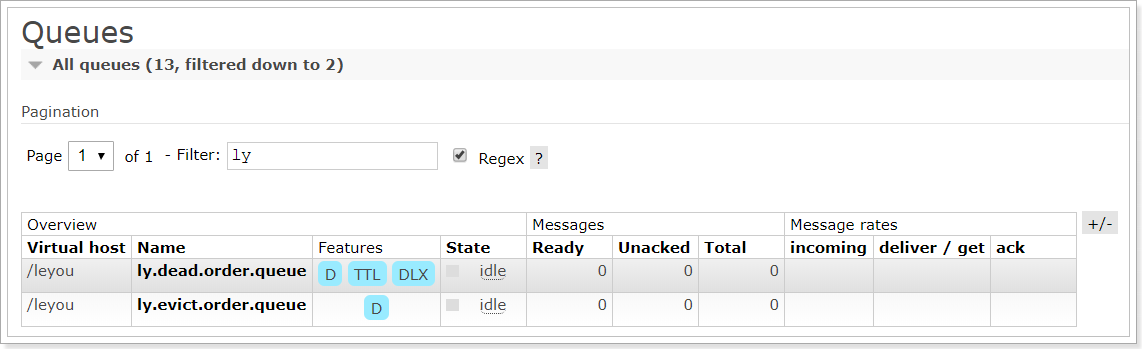 Queues
All queues (13, filtered down to 2)
Pagination
Page 1 of 1 - Filter: ly Regex ?
Overview Messages Message rates +/-
Virtual host Name Features State Ready Unacked Total incoming deliver / get ack
/leyou ly.dead.order.queue D TTL DLX idle 0 0 0
/leyou ly.evict.order.queue D idle 0 0 0